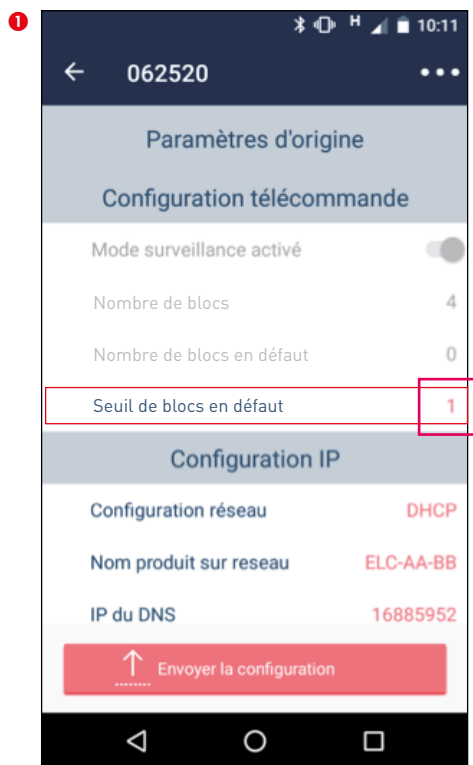 1
H 10:11
062520
Paramètres d'origine
Configuration télécommande
Mode surveillance activé
Nombre de blocs 4
Nombre de blocs en défaut 0
Seuil de blocs en défaut 1
Configuration IP
Configuration réseau DHCP
Nom produit sur reseau ELC-AA-BB
IP du DNS 16885952
Envoyer la configuration